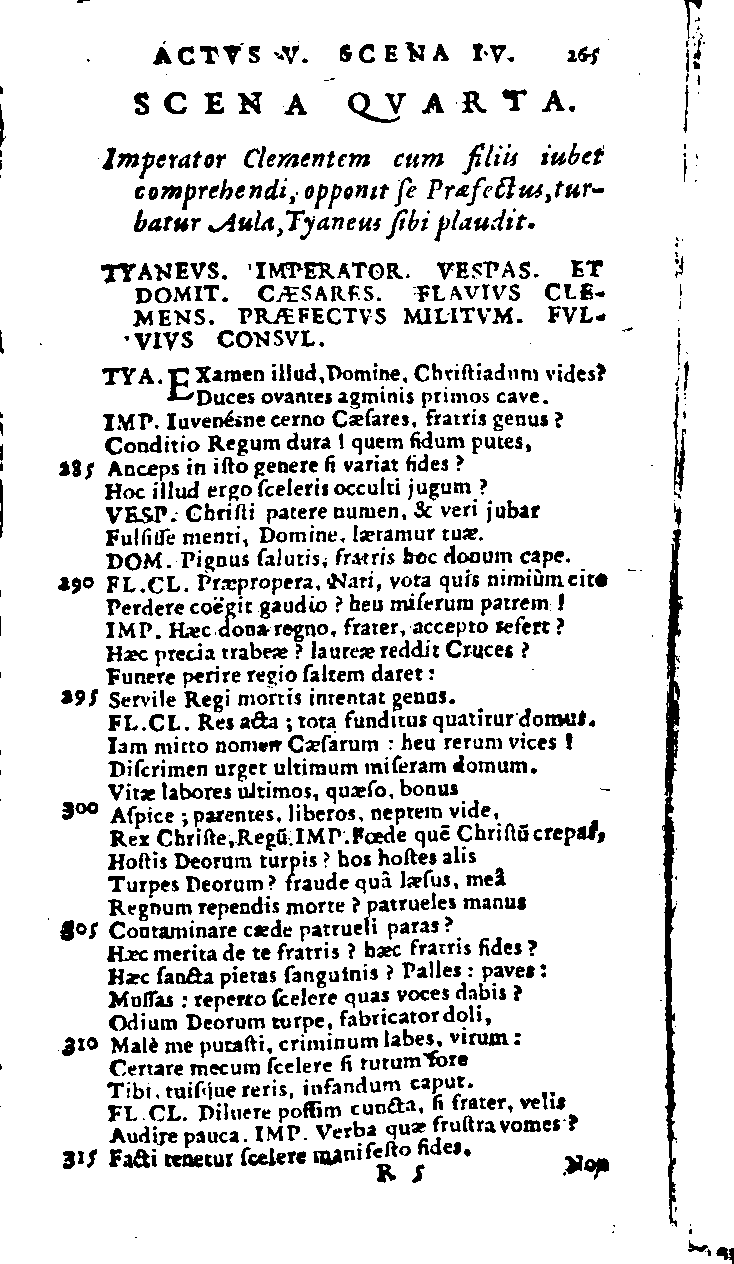 ACTVS V. SCENA IV. 265
SCENA QVARTA.
Imperator Clementem cum filiis iubet
comprehendi, opponit ſe Præfectus, tur-
batur Aula, Tyaneus ſibi plaudit.
TYANEVS. IMPERATOR. VESPAS. ET
DOMIT. CÆSARES. FLAVIVS CLE-
MENS. PRÆFECTVS MILITVM. FVL-
VIVS CONSVL.
TYA. EXamen illud, Domine, Chriſtiadum vides?
Duces ovantes agminis primos cave.
IMP. Iuvenésne cerno Cæſares, fratris genus?
Conditio Regum dura! quem fidum putes,
285 Anceps in iſto genere ſi variat fides?
Hoc illud ergo ſceleris occulti jugum?
VESP. Chriſti patere numen, & veri jubar
Fulſiſſe menti, Domine, lætamur tuæ.
DOM. Pignus ſalutis, fratris hoc donum cape.
290 FL.CL. Præpropera, Nati, vota quis nimiùm cito
Perdere coëgit gaudio? heu miſerum patrem!
IMP. Hæc dona regno, frater, accepto refert?
Hæc precia trabeæ? laureæ reddit Cruces?
Funere perire regio ſaltem daret:
295 Servile Regi mortis intentat genus.
FL.CL. Res acta; tota funditus quatitur domus.
Iam mitto nomen Cæſarum: heu rerum vices!
Diſcrimen urget ultimum miſeram domum.
Vitæ labores ultimos, quæſo, bonus
300 Aſpice; parentes, liberos, neptem vide,
Rex Chriſte, Regū. IMP. Fœde quē Chriſtū crepas,
Hoſtis Deorum turpis? hos hoſtes alis
Turpes Deorum? fraude quâ læſus, meâ
Regnum rependis morte? patrueles manus
305 Contaminare cæde patrueli paras?
Hæc merita de te fratris? hæc fratris fides?
Hæc ſancta pietas ſanguinis? Palles: paves:
Muſſas: reperto ſcelere quas voces dabis?
Odium Deorum turpe, fabricator doli,
310 Malè me putaſti, criminum labes, virum:
Certare mecum ſcelere ſi tutum fore
Tibi, tuiſque reris, infandum caput.
FL.CL. Diluere poſſim cuncta, ſi frater, velis
Audire pauca. IMP. Verba quæ fruſtra vomes?
315 Facti tenetur ſcelere manifeſto fides.
R 5 Non